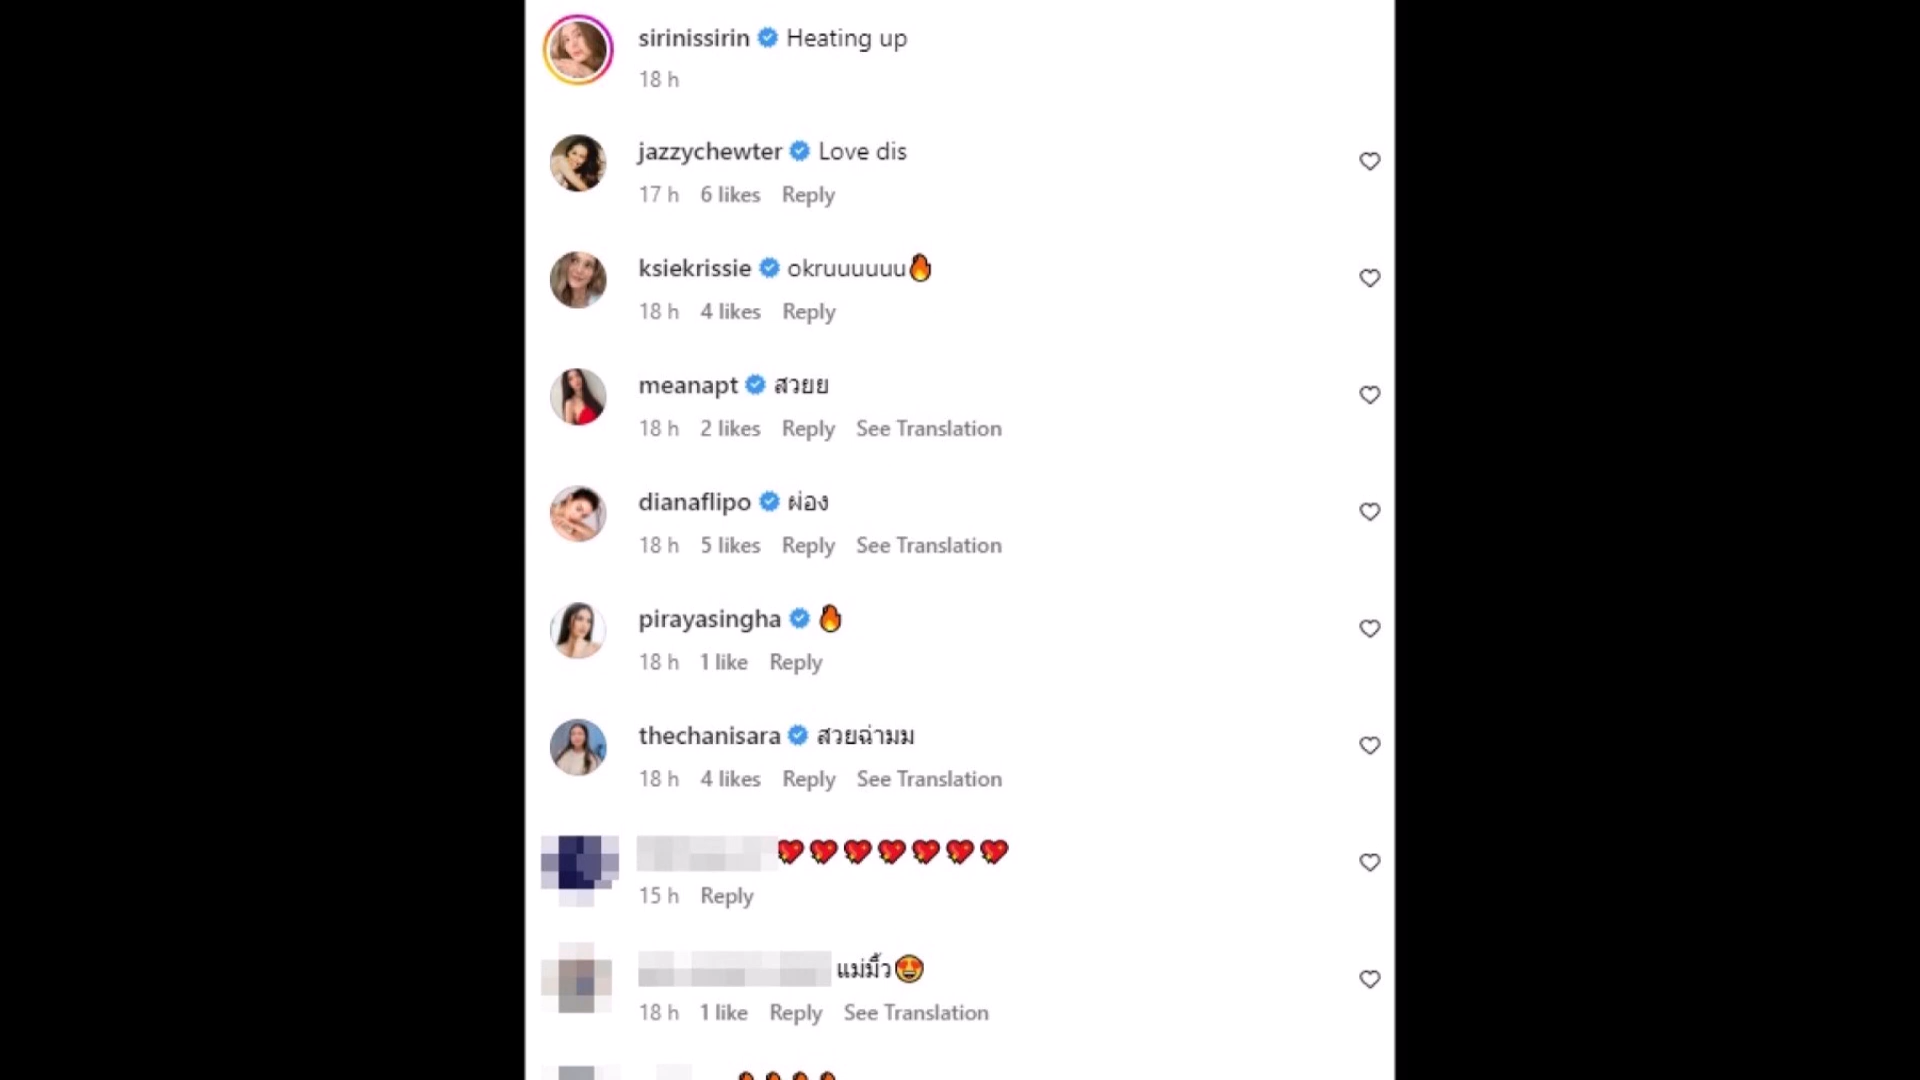 sirinissirin Heating up
18 h
jazzychewter Love dis
17 h 6 likes Reply
ksiekrissie okruuuuuu🔥
18 h 4 likes Reply
meanapt สวยย
18 h 2 likes Reply See Translation
dianaflipo ผ่อง
18 h 5 likes Reply See Translation
pirayasingha 🔥
18 h 1 like Reply
thechanisara สวยฉ่ามม
18 h 4 likes Reply See Translation
💖💖💖💖💖💖💖
15 h Reply
แม่มิ้ว😍
18 h 1 like Reply See Translation